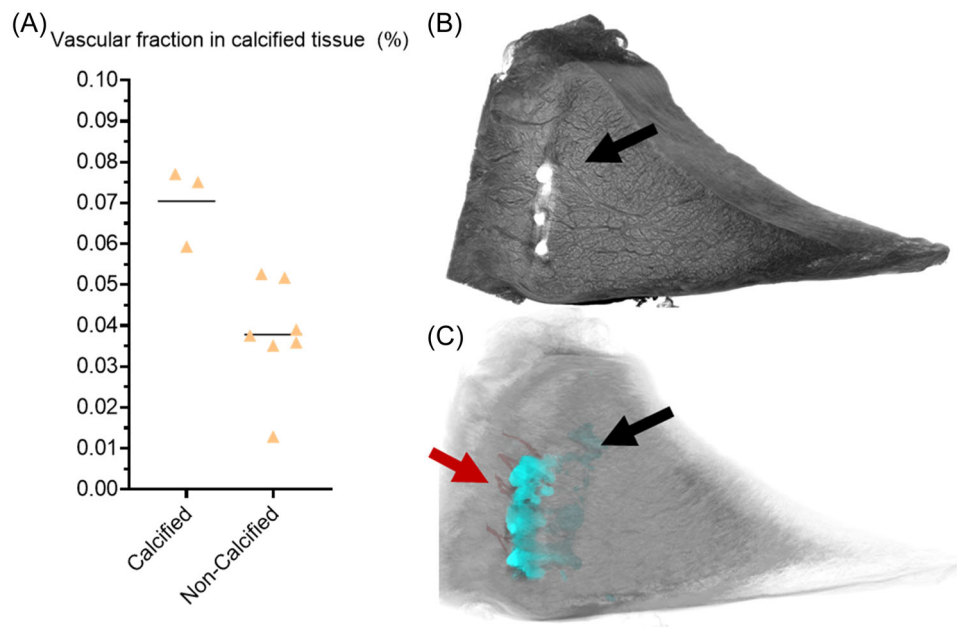 (A)
Vascular fraction in calcified tissue (%)
0.10
0.09
0.08
0.07
0.06
0.05
0.04
0.03
0.02
0.01
0.00
Calcified
Non-Calcified
(B)
(C)